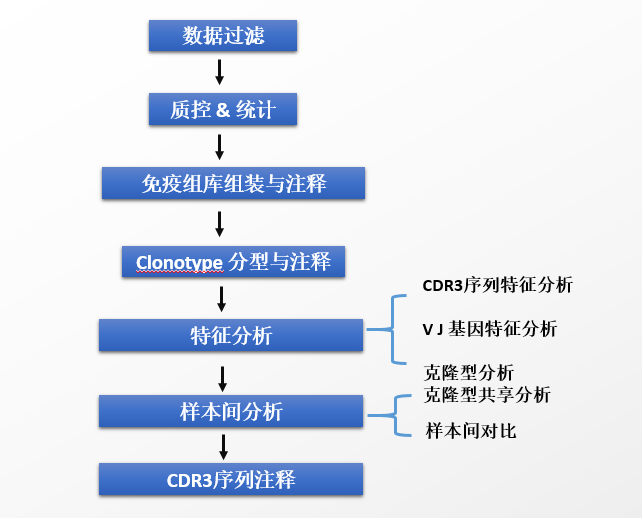 数据过滤
质控 & 统计
免疫组库组装与注释
Clonotype 分型与注释
特征分析
CDR3序列特征分析
V J 基因特征分析
克隆型分析
样本间分析
克隆型共享分析
样本间对比
CDR3序列注释